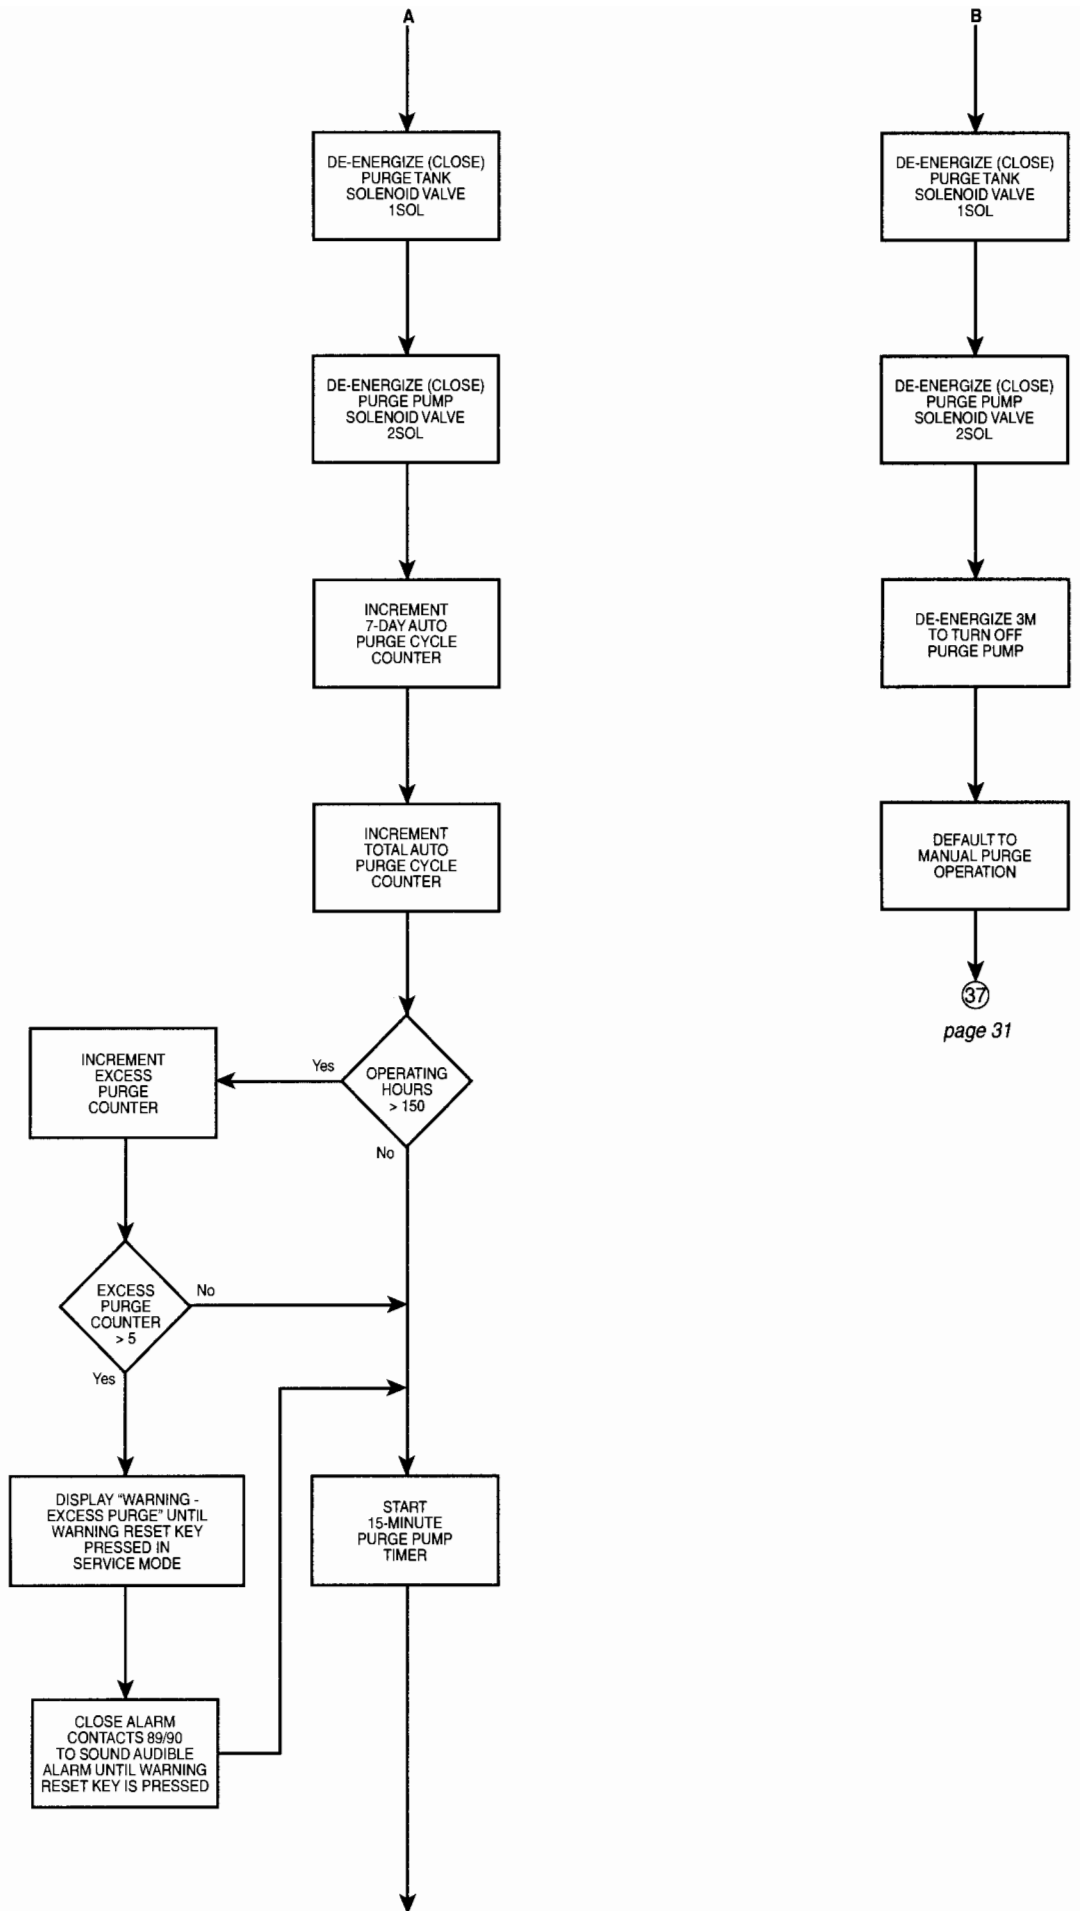 A
DE-ENERGIZE (CLOSE)
PURGE TANK
SOLENOID VALVE
1SOL
DE-ENERGIZE (CLOSE)
PURGE PUMP
SOLENOID VALVE
2SOL
INCREMENT
7-DAY AUTO
PURGE CYCLE
COUNTER
INCREMENT
TOTAL AUTO
PURGE CYCLE
COUNTER
OPERATING
HOURS
> 150
Yes
No
INCREMENT
EXCESS
PURGE
COUNTER
EXCESS
PURGE
COUNTER
> 5
No
Yes
DISPLAY “WARNING -
EXCESS PURGE” UNTIL
WARNING RESET KEY
PRESSED IN
SERVICE MODE
CLOSE ALARM
CONTACTS 89/90
TO SOUND AUDIBLE
ALARM UNTIL WARNING
RESET KEY IS PRESSED
START
15-MINUTE
PURGE PUMP
TIMER
B
DE-ENERGIZE (CLOSE)
PURGE TANK
SOLENOID VALVE
1SOL
DE-ENERGIZE (CLOSE)
PURGE PUMP
SOLENOID VALVE
2SOL
DE-ENERGIZE 3M
TO TURN OFF
PURGE PUMP
DEFAULT TO
MANUAL PURGE
OPERATION
37
page 31